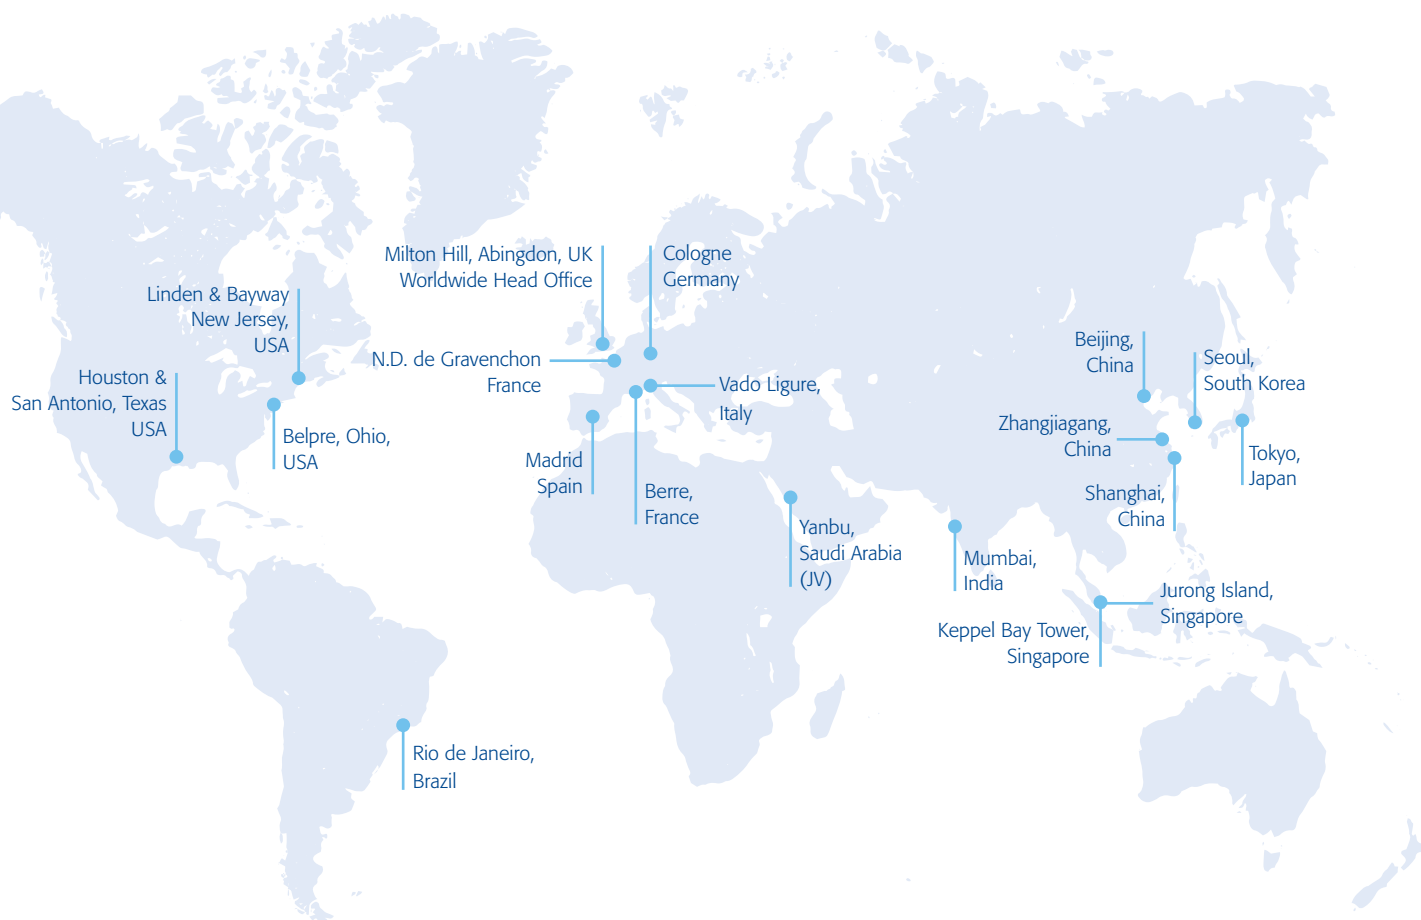 Milton Hill, Abingdon, UK
Worldwide Head Office
Cologne
Germany
Linden & Bayway
New Jersey,
USA
N.D. de Gravenchon
France
Houston &
San Antonio, Texas
USA
Belpre, Ohio,
USA
Vado Ligure,
Italy
Madrid
Spain
Berre,
France
Beijing,
China
Seoul,
South Korea
Zhangjiagang,
China
Tokyo,
Japan
Shanghai,
China
Yanbu,
Saudi Arabia
(JV)
Mumbai,
India
Jurong Island,
Singapore
Keppel Bay Tower,
Singapore
Rio de Janeiro,
Brazil